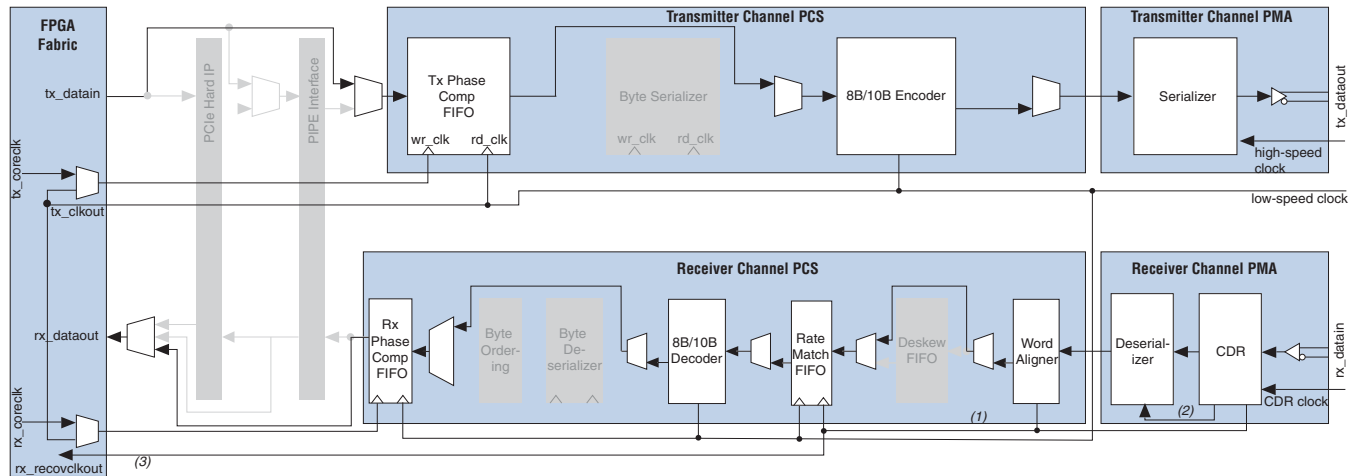 FPGA
Fabric
Transmitter Channel PCS
Transmitter Channel PMA
tx_datain
PCIe Hard IP
PIPE Interface
Tx Phase
Comp
FIFO
wr_clk
rd_clk
Byte Serializer
wr_clk
rd_clk
8B/10B Encoder
Serializer
tx_dataout
high-speed
clock
tx_coreclk
tx_clkout
low-speed clock
Receiver Channel PCS
Receiver Channel PMA
rx_dataout
Rx
Phase
Comp
FIFO
Byte
Order-
ing
Byte
De-
serializer
8B/10B
Decoder
Rate
Match
FIFO
Deskew
FIFO
Word
Aligner
Deserial-
izer
CDR
rx_datain
CDR clock
(1)
(2)
rx_coreclk
rx_recovclkout
(3)